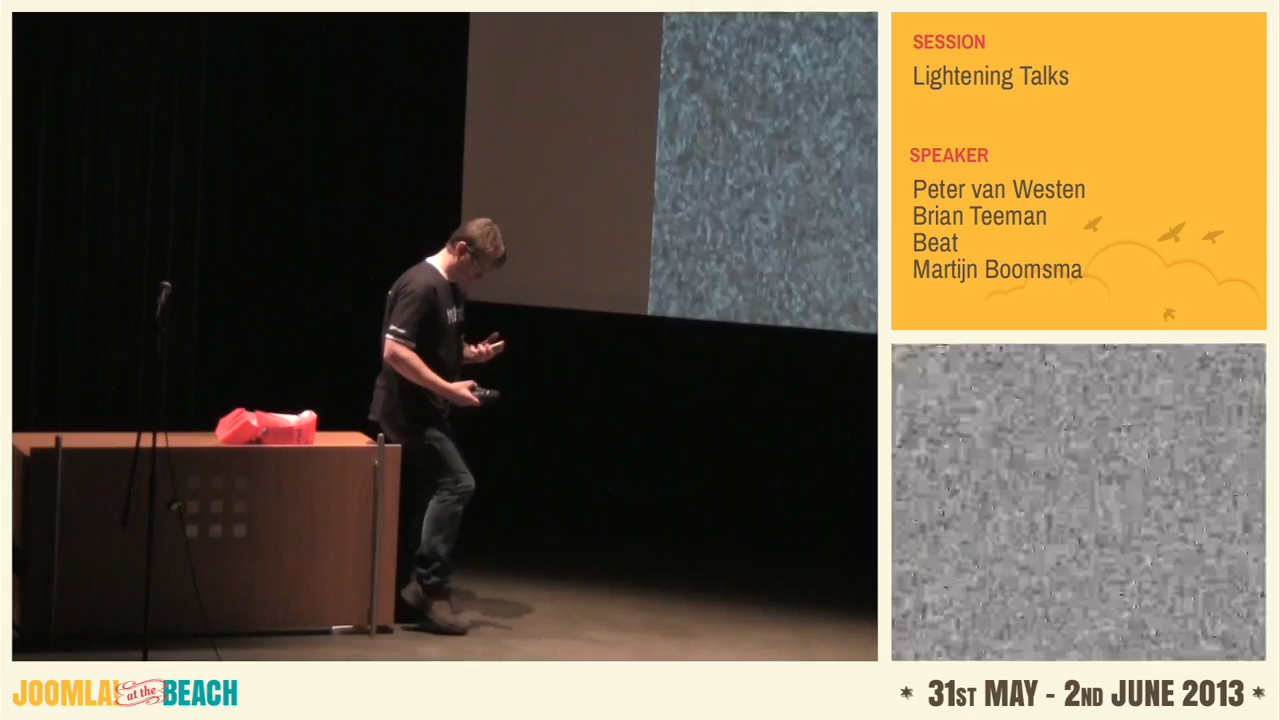 SESSION
Lightening Talks
SPEAKER
Peter van Westen
Brian Teeman
Beat
Martijn Boomsma
JOOMLA! at the BEACH
* 31ST MAY - 2ND JUNE 2013 *